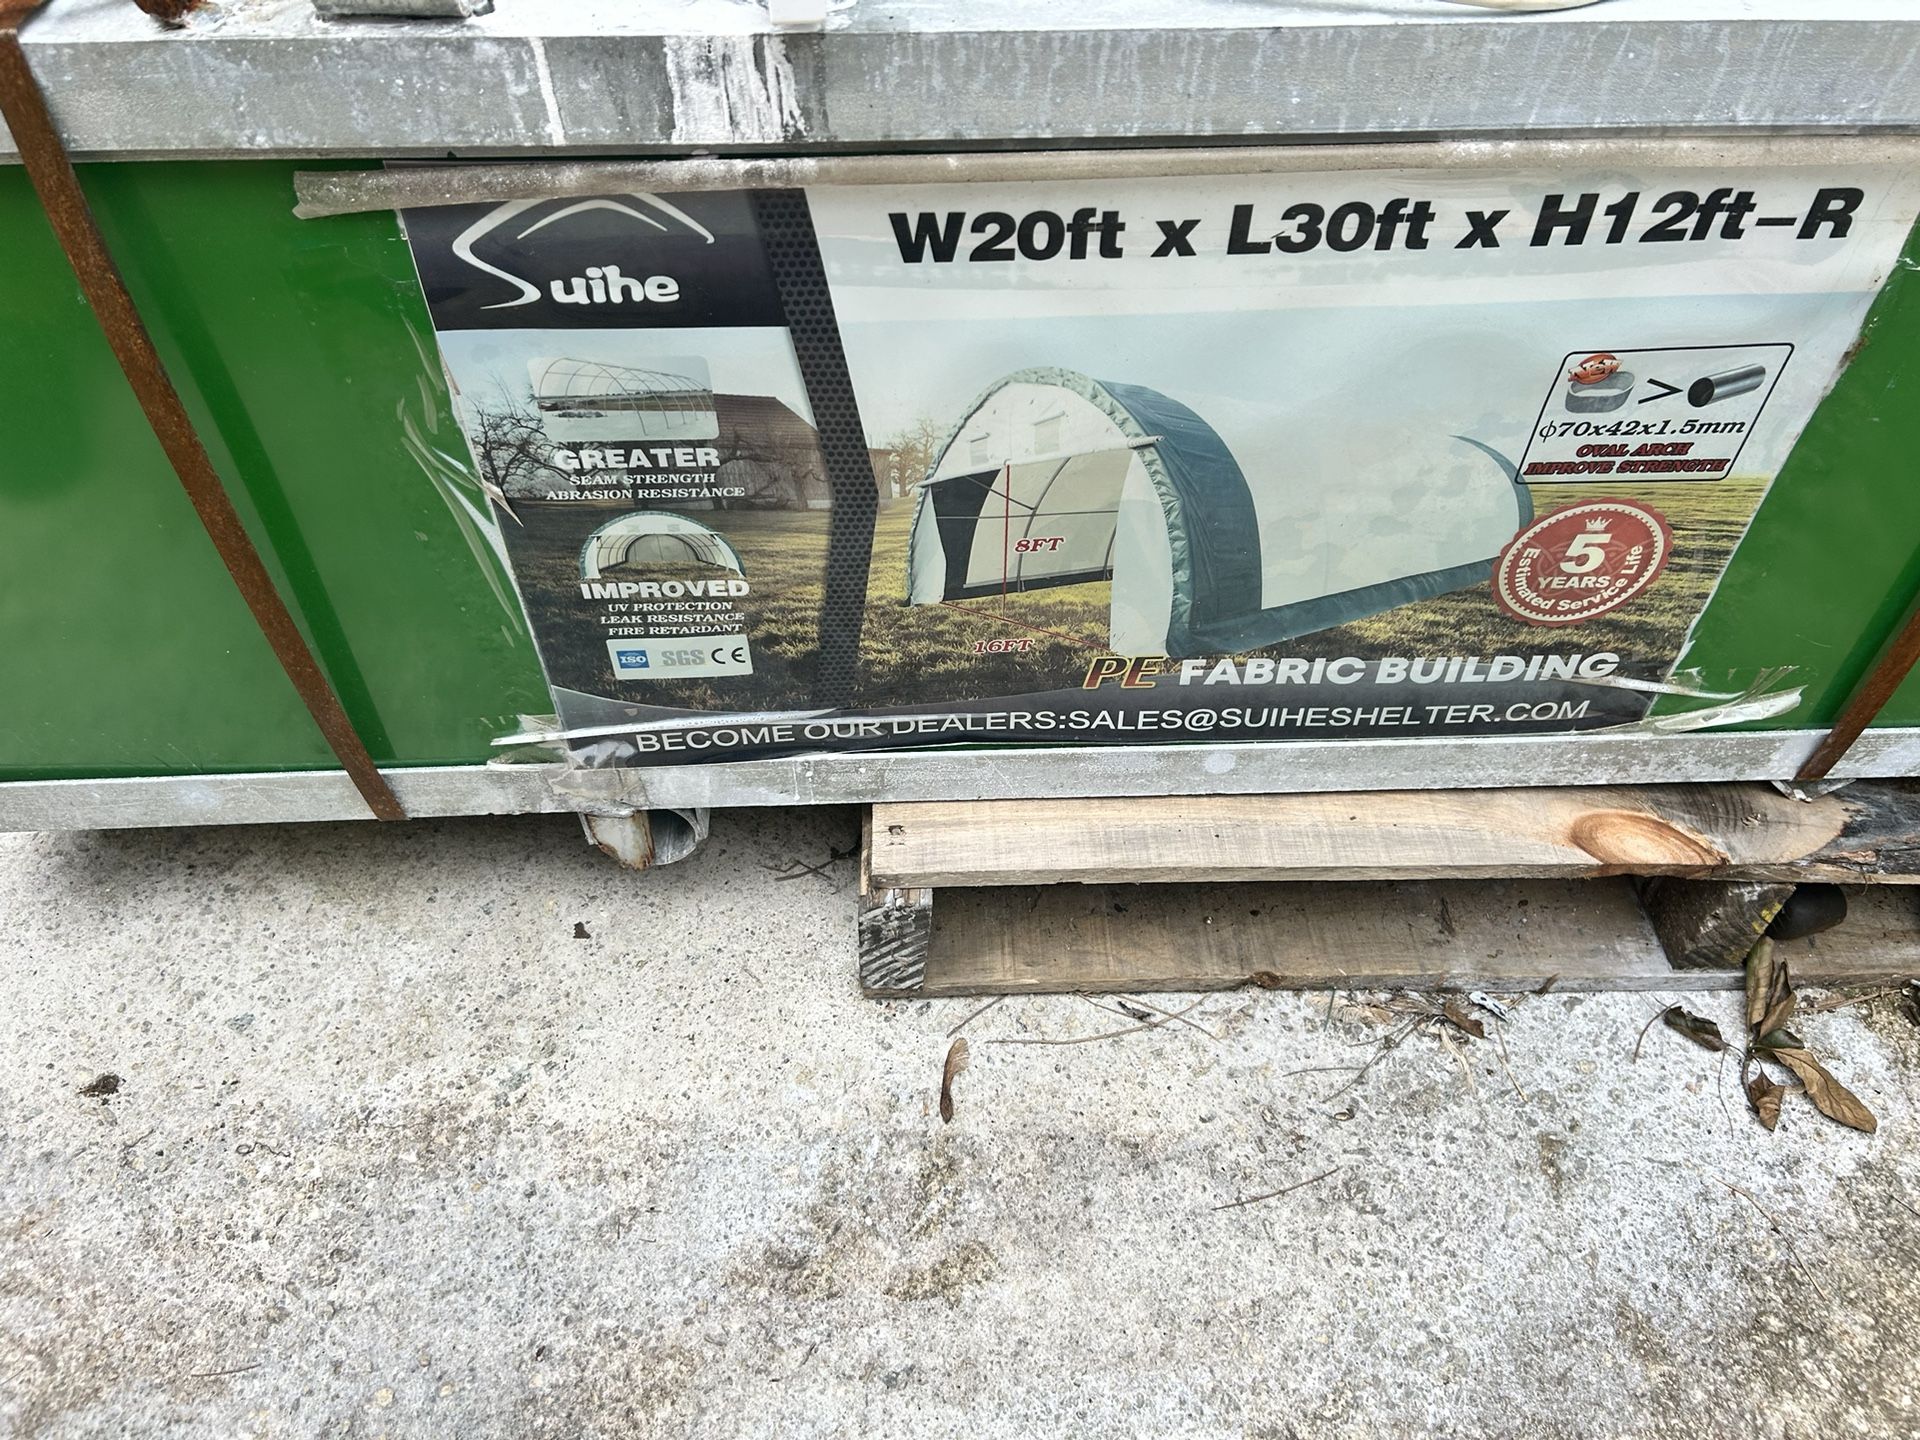 Suihe
W20ft x L30ft x H12ft-R
GREATER
SEAM STRENGTH
ABRASION RESISTANCE
IMPROVED
UV PROTECTION
LEAK RESISTANCE
FIRE RETARDANT
ISO SGS CE
8FT
16FT
New
>
ϕ70x42x1.5mm
OVAL ARCH
IMPROVE STRENGTH
5
YEARS
Estimated Service Life
PE FABRIC BUILDING
BECOME OUR DEALERS:SALES@SUIHESHELTER.COM